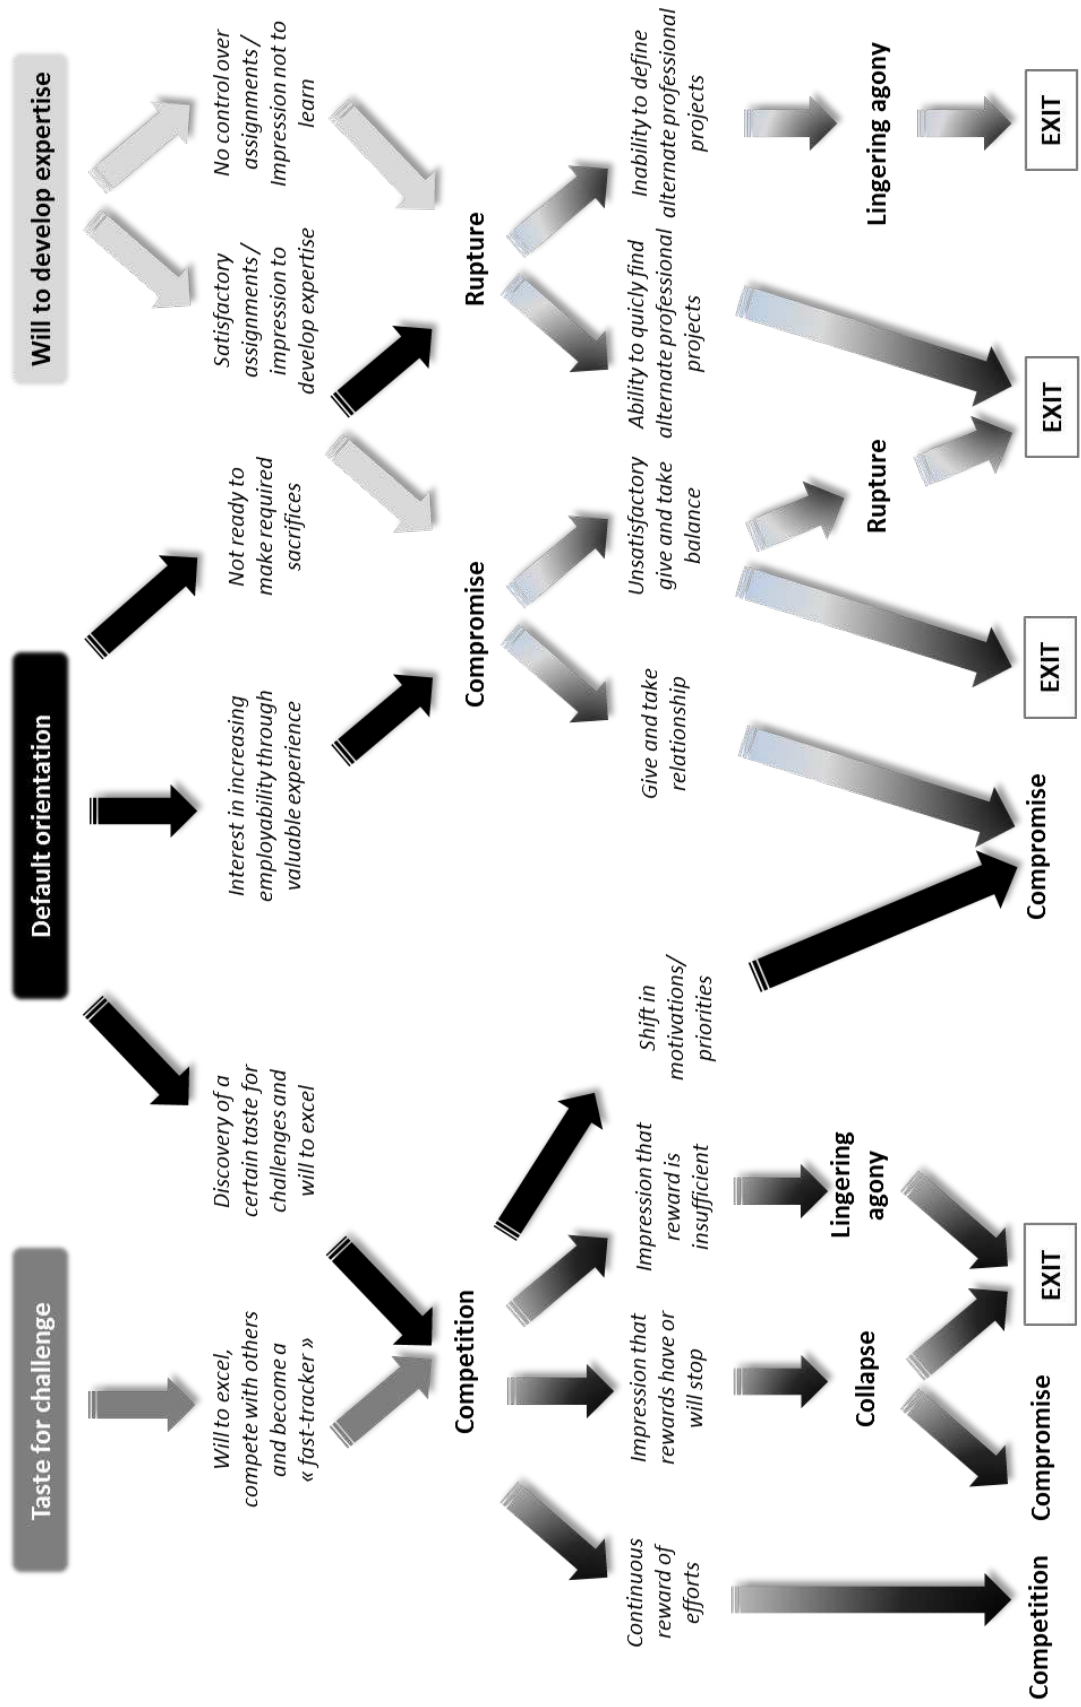 Taste for challenge
Default orientation
Will to develop expertise
Will to excel,
compete with others
and become a
« fast-tracker »
Discovery of a
certain taste for
challenges and
will to excel
Interest in increasing
employability through
valuable experience
Not ready to
make required
sacrifices
Satisfactory
assignments /
impression to
develop expertise
No control over
assignments /
Impression not to
learn
Competition
Compromise
Rupture
Continuous
reward of
efforts
Impression that
rewards have or
will stop
Impression that
reward is
insufficient
Shift in
motivations/
priorities
Give and take
relationship
Unsatisfactory
give and take
balance
Ability to quicly find
alternate professional
projects
Inability to define
alternate professional
projects
Collapse
Lingering
agony
Rupture
Lingering agony
Competition
Compromise
EXIT
Compromise
EXIT
EXIT
EXIT